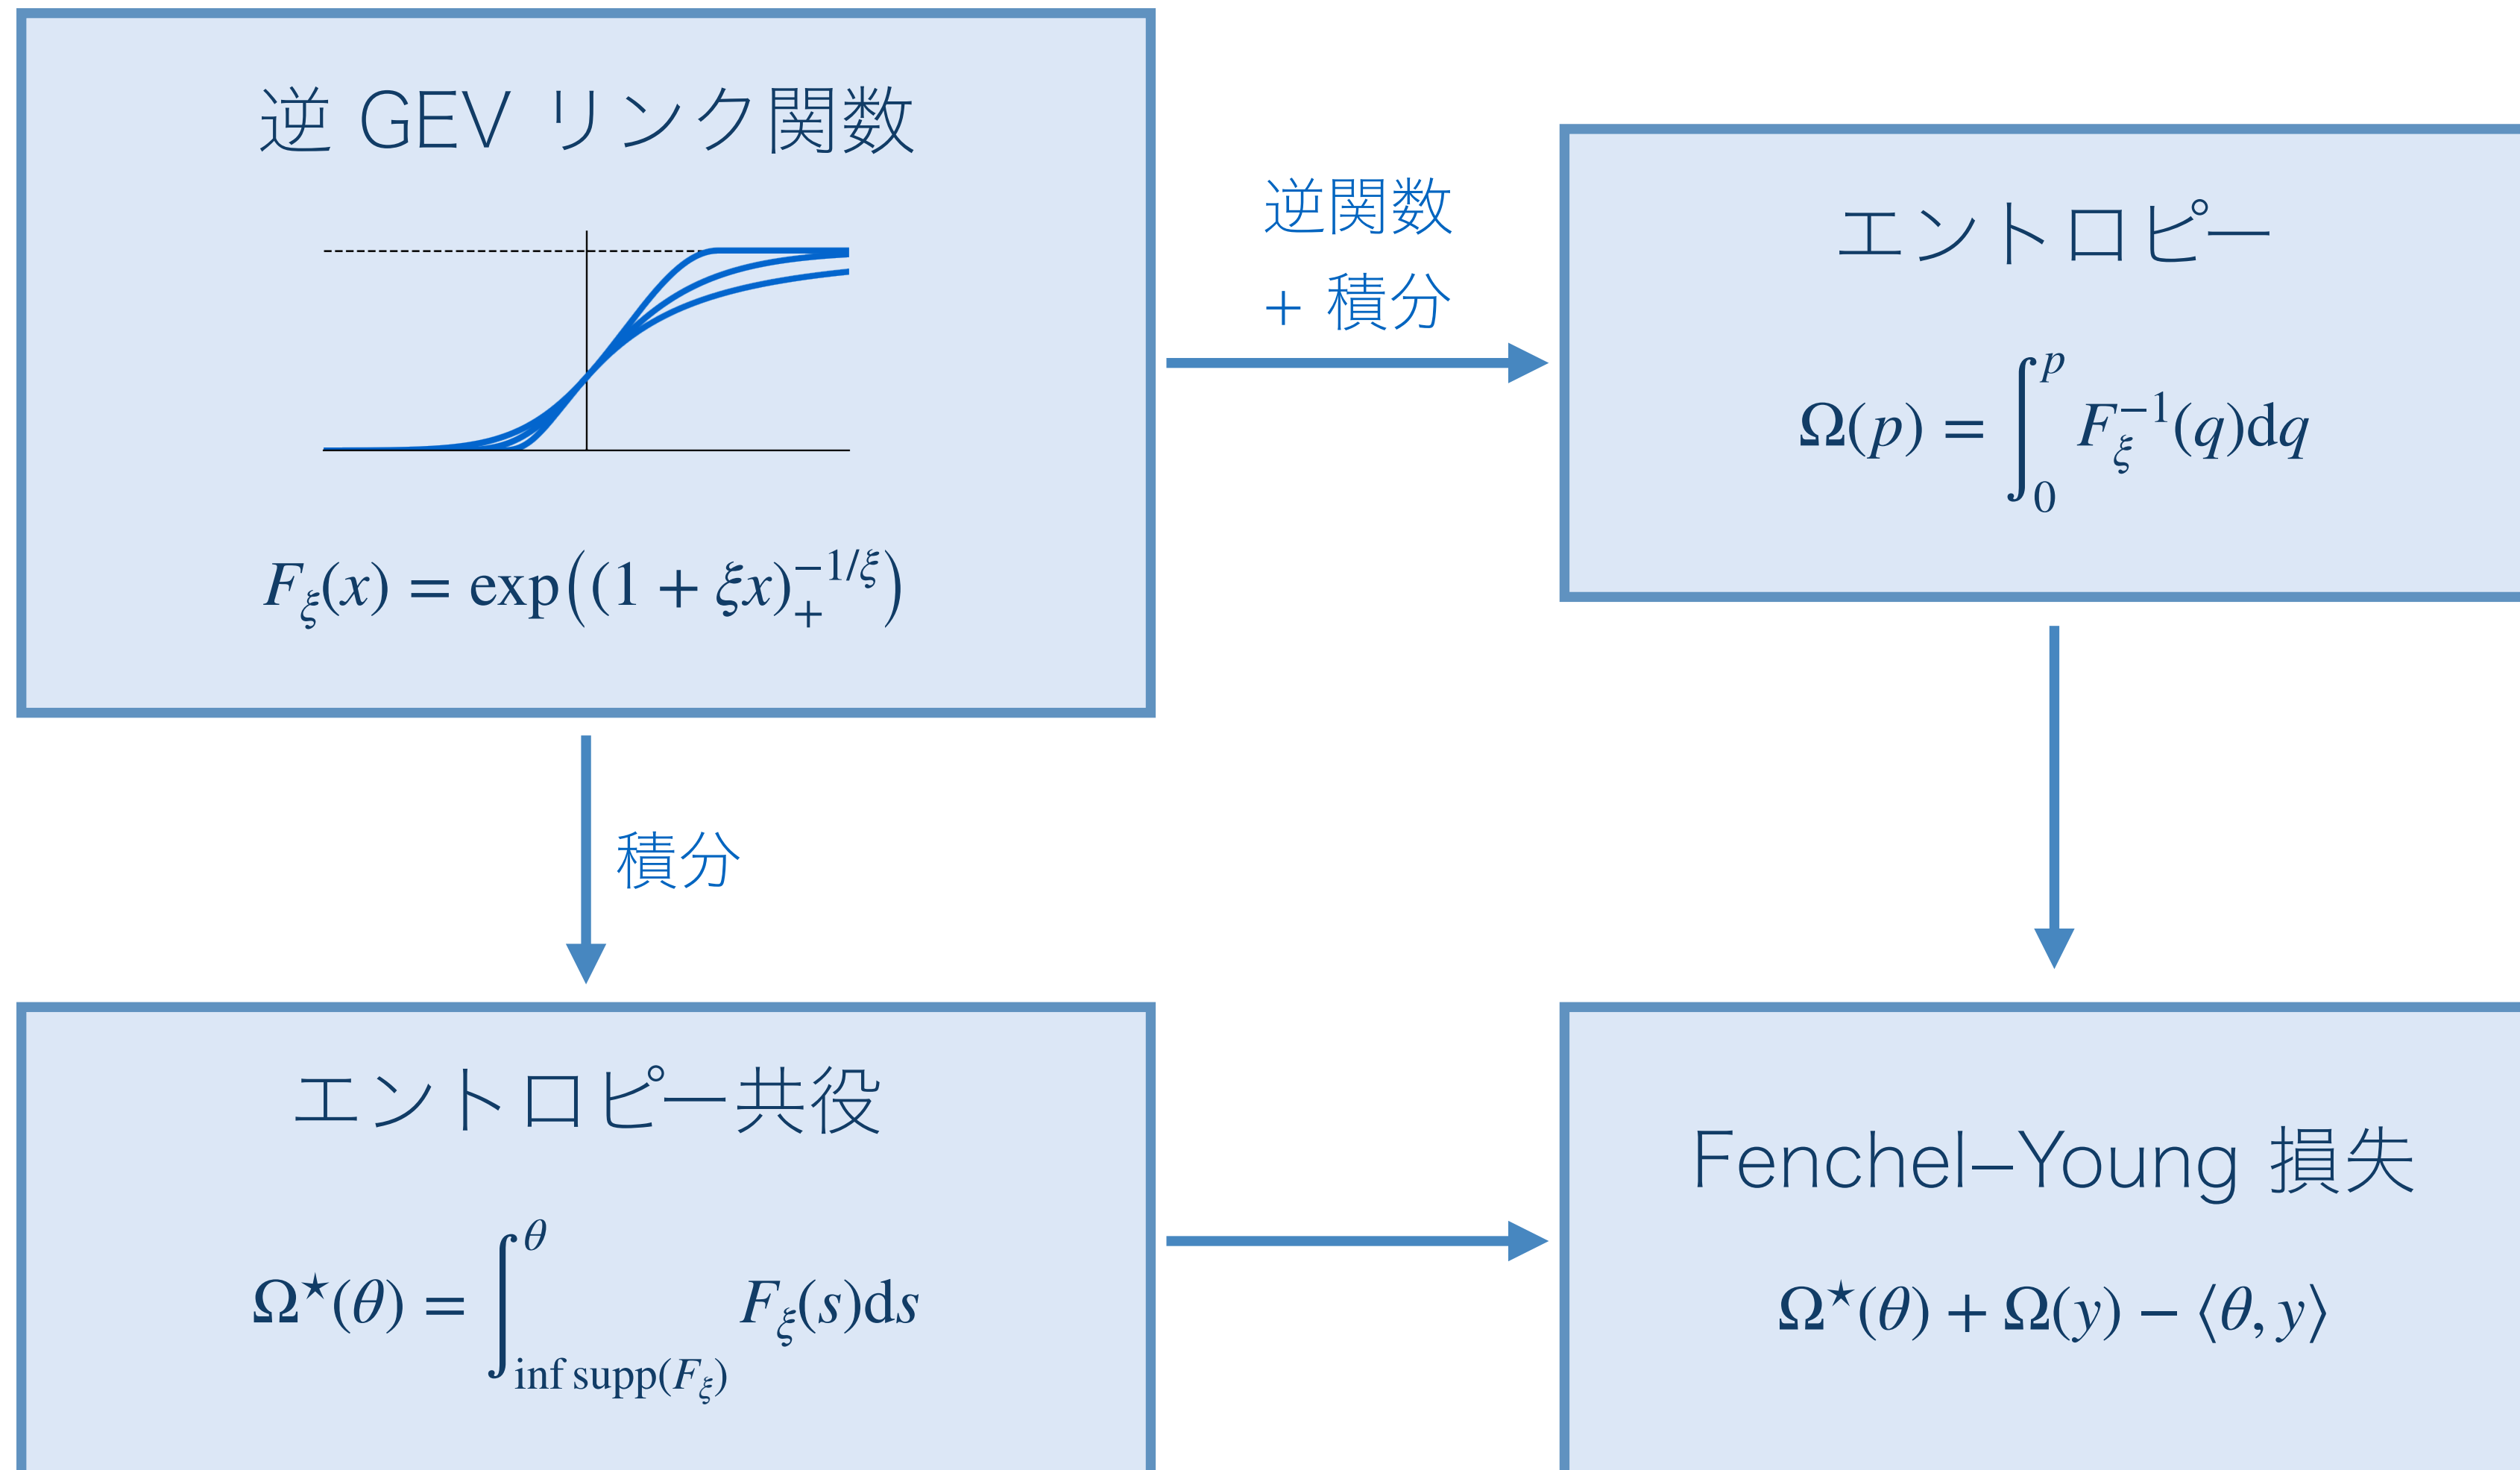 逆 GEV リンク関数
F_ξ(x) = exp((1 + ξx)_+^{−1/ξ})
逆関数
+ 積分
エントロピー
Ω(p) = ∫_0^p F_ξ^{−1}(q)dq
積分
エントロピー共役
Ω^★(θ) = ∫_{inf supp(F_ξ)}^θ F_ξ(s)ds
Fenchel–Young 損失
Ω^★(θ) + Ω(y) − ⟨θ, y⟩